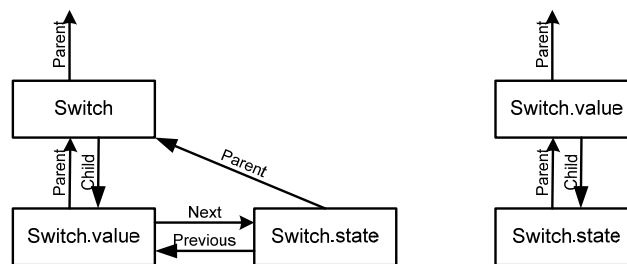 Parent
Switch
Parent
Child
Parent
Switch.value
Next
Previous
Switch.state
Parent
Switch.value
Parent
Child
Switch.state